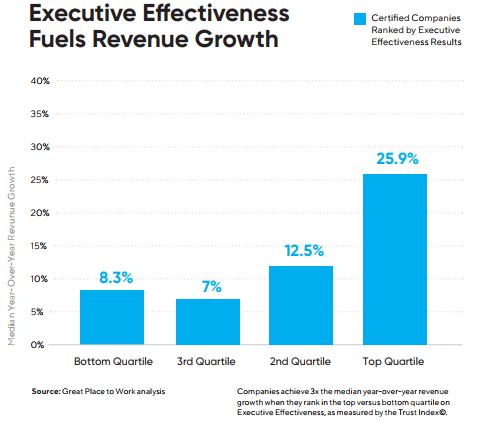 Executive Effectiveness
Fuels Revenue Growth
Certified Companies
Ranked by Executive
Effectiveness Results
Median Year-Over-Year Revunue Growth
40%
35%
30%
25%
20%
15%
10%
5%
0%
8.3%
7%
12.5%
25.9%
Bottom Quartile
3rd Quartile
2nd Quartile
Top Quartile
Source: Great Place to Work analysis
Companies achieve 3x the median year-over-year revenue
growth when they rank in the top versus bottom quartile on
Executive Effectiveness, as measured by the Trust Index©.